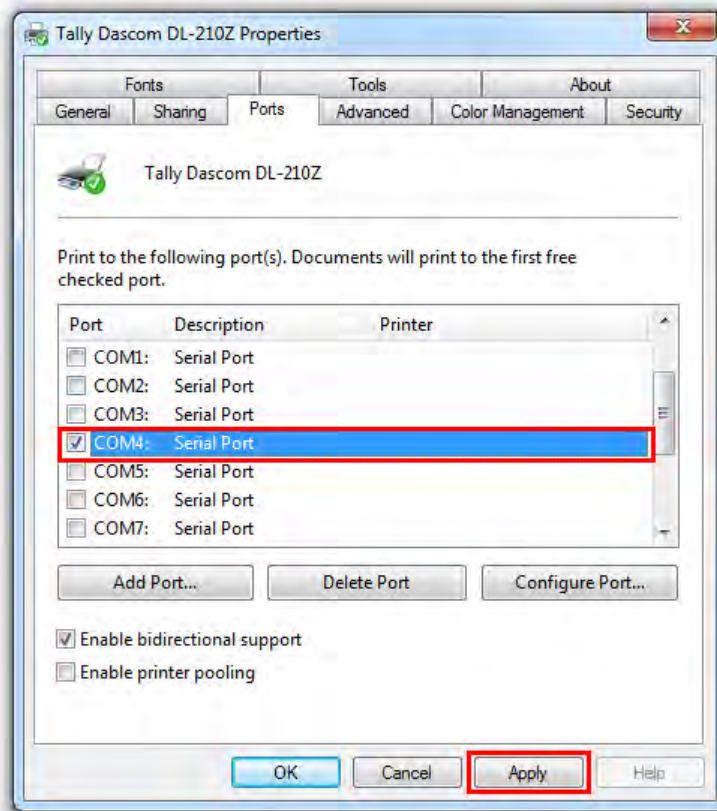 Tally Dascom DL-210Z Properties
Fonts Tools About
General Sharing Ports Advanced Color Management Security
Tally Dascom DL-210Z
Print to the following port(s). Documents will print to the first free
checked port.
Port Description Printer
COM1: Serial Port
COM2: Serial Port
COM3: Serial Port
COM4: Serial Port
COM5: Serial Port
COM6: Serial Port
COM7: Serial Port
Add Port... Delete Port Configure Port...
Enable bidirectional support
Enable printer pooling
OK Cancel Apply Help